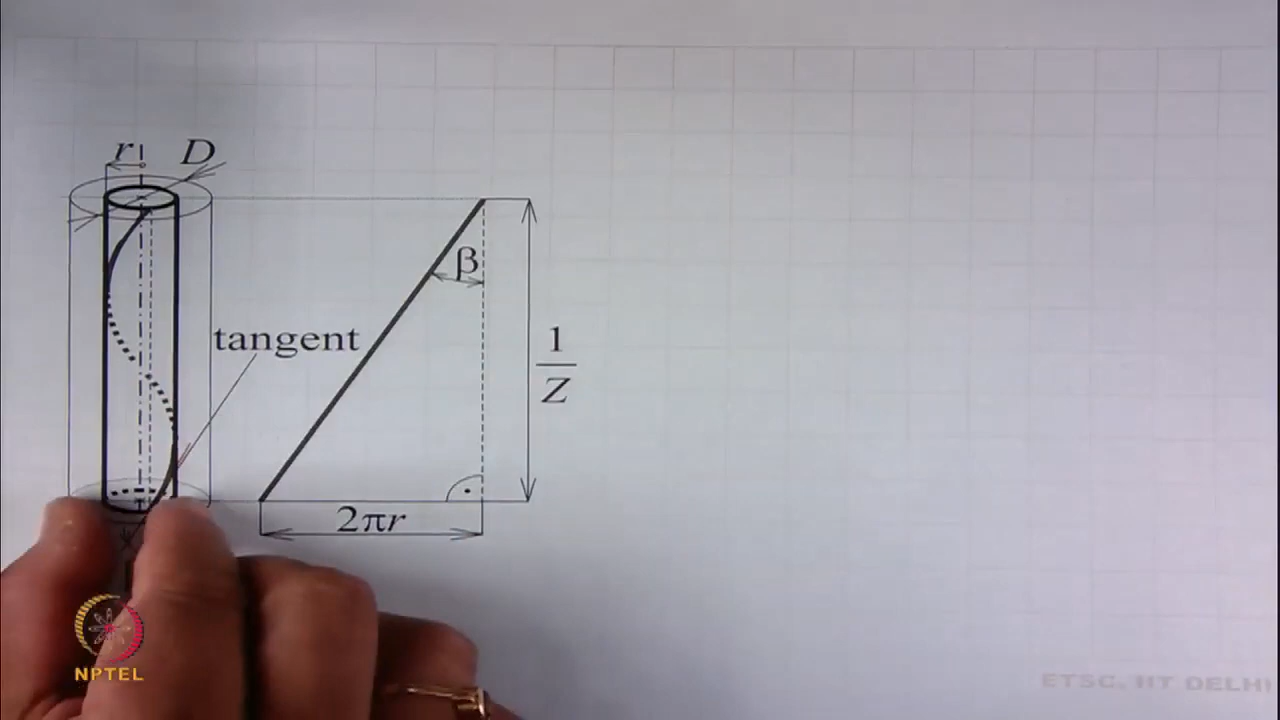 r D
β
tangent
1
Z
2πr
NPTEL
ETSC, IIT DELHI